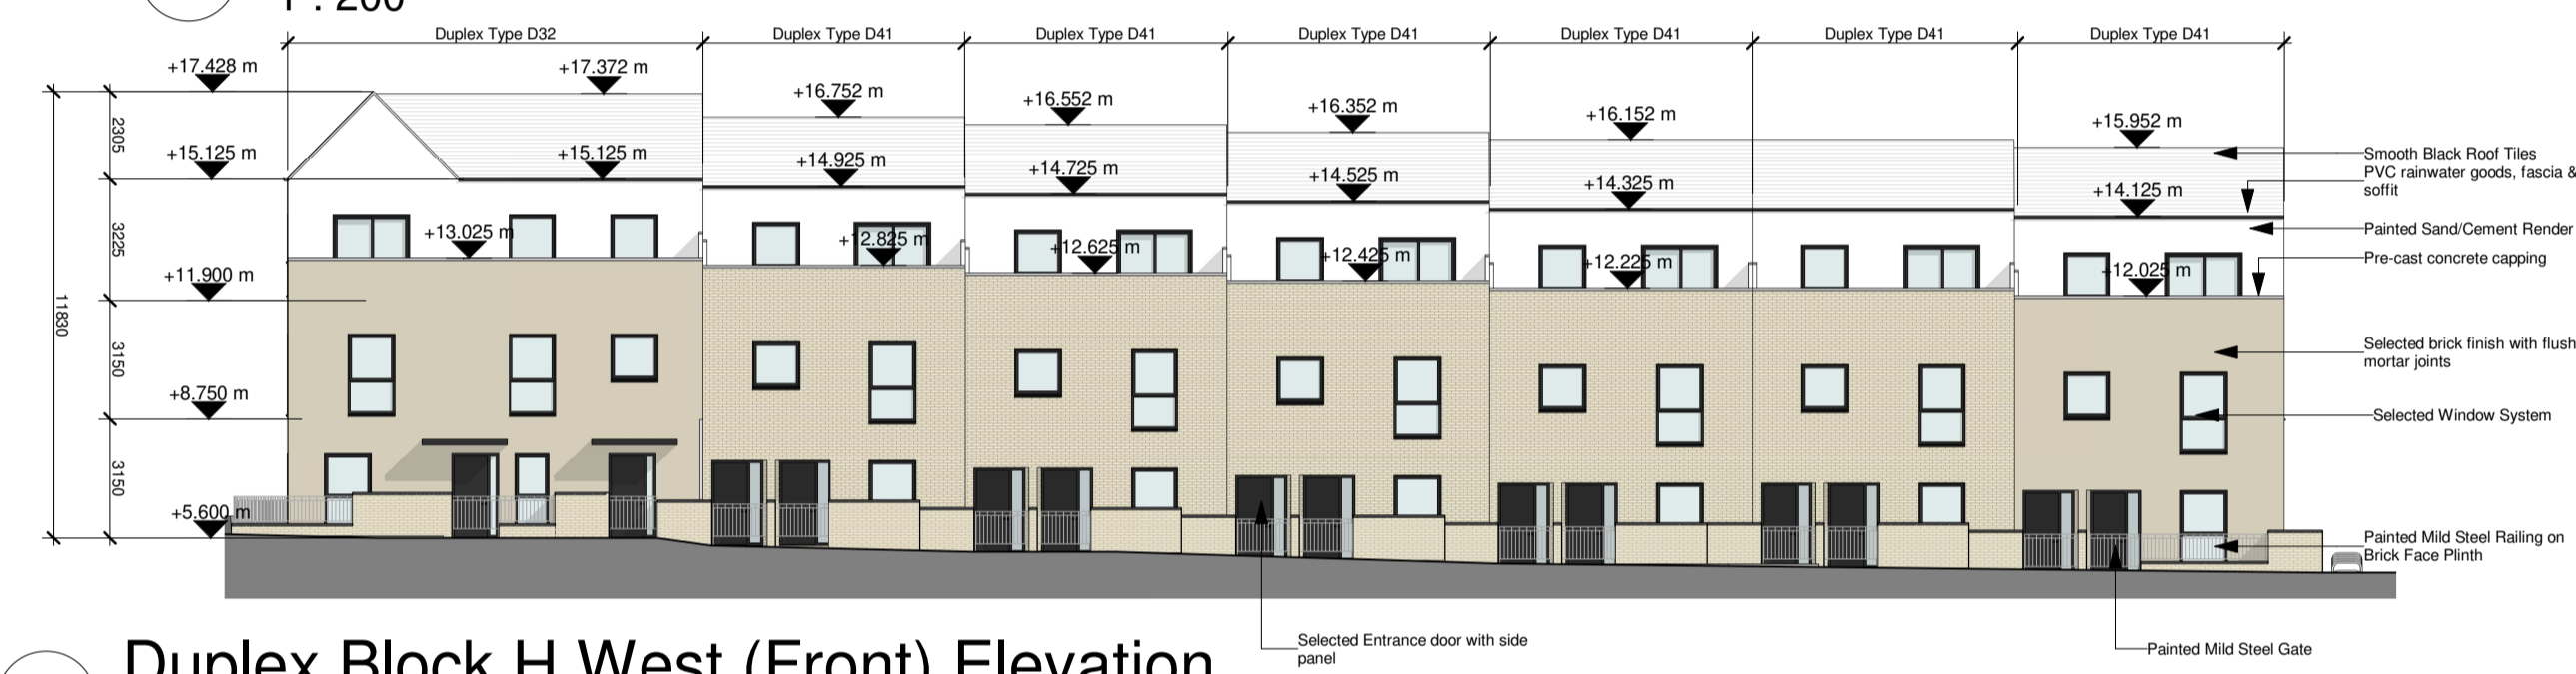 1 : 200
Duplex Type D32
Duplex Type D41
Duplex Type D41
Duplex Type D41
Duplex Type D41
Duplex Type D41
Duplex Type D41
+17.428 m
+17.372 m
+16.752 m
+16.552 m
+16.352 m
+16.152 m
+15.952 m
+15.125 m
+15.125 m
+14.925 m
+14.725 m
+14.525 m
+14.325 m
+14.125 m
+13.025 m
+12.825 m
+12.625 m
+12.425 m
+12.225 m
+12.025 m
+11.900 m
+8.750 m
+5.600 m
2305
3225
3150
3150
11830
Smooth Black Roof Tiles
PVC rainwater goods, fascia &
soffit
Painted Sand/Cement Render
Pre-cast concrete capping
Selected brick finish with flush
mortar joints
Selected Window System
Painted Mild Steel Railing on
Brick Face Plinth
Selected Entrance door with side
panel
Painted Mild Steel Gate
Duplex Block H West (Front) Elevation